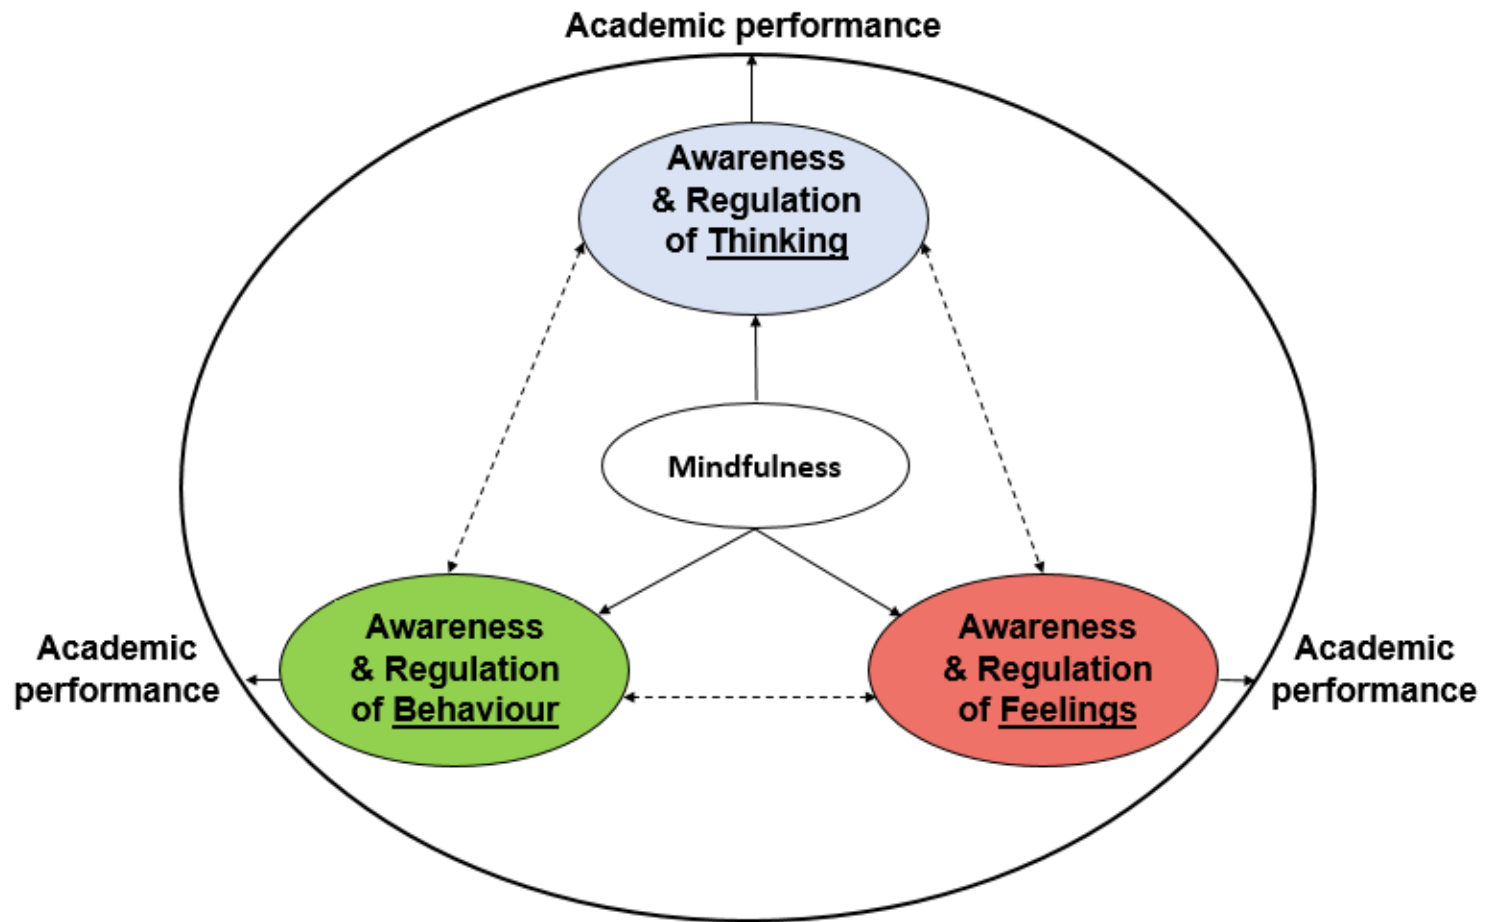 Academic performance
Awareness
& Regulation
of Thinking
Mindfulness
Awareness
& Regulation
of Behaviour
Awareness
& Regulation
of Feelings
Academic
performance
Academic
performance